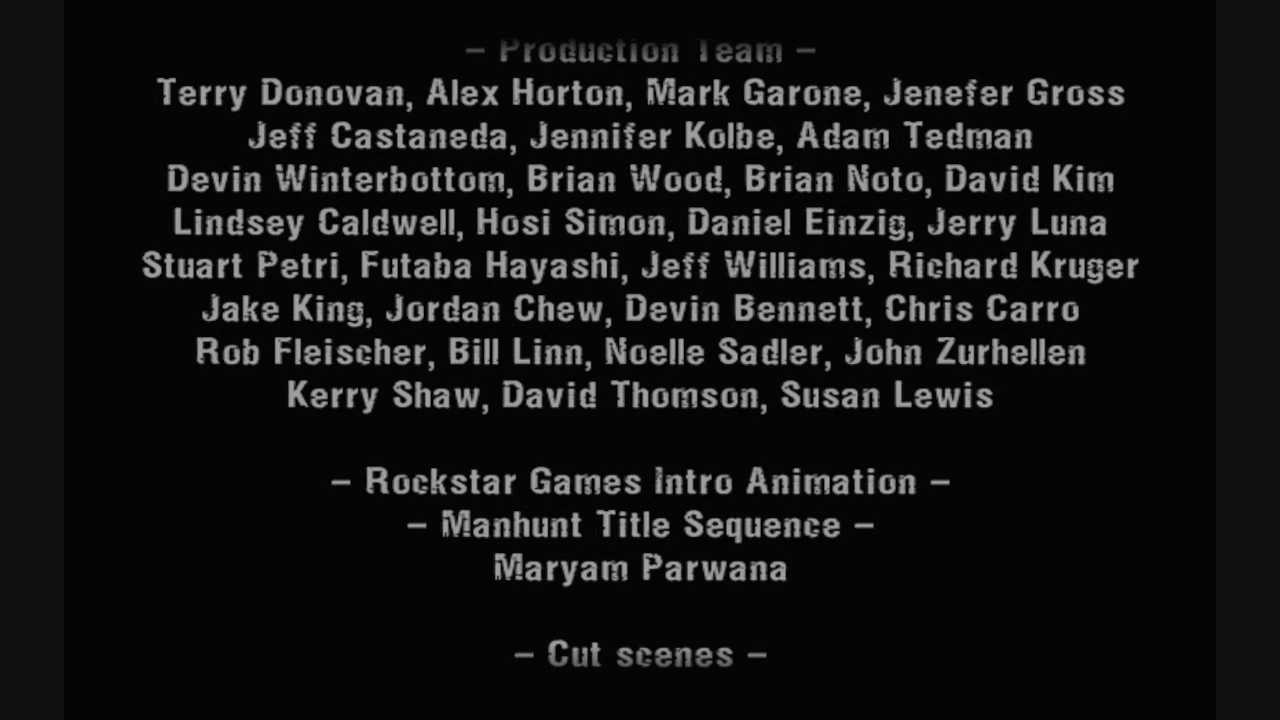 – Production Team –
Terry Donovan, Alex Horton, Mark Garone, Jenefer Gross
Jeff Castaneda, Jennifer Kolbe, Adam Tedman
Devin Winterbottom, Brian Wood, Brian Noto, David Kim
Lindsey Caldwell, Hosi Simon, Daniel Einzig, Jerry Luna
Stuart Petri, Futaba Hayashi, Jeff Williams, Richard Kruger
Jake King, Jordan Chew, Devin Bennett, Chris Carro
Rob Fleischer, Bill Linn, Noelle Sadler, John Zurhellen
Kerry Shaw, David Thomson, Susan Lewis
– Rockstar Games Intro Animation –
– Manhunt Title Sequence –
Maryam Parwana
– Cut scenes –